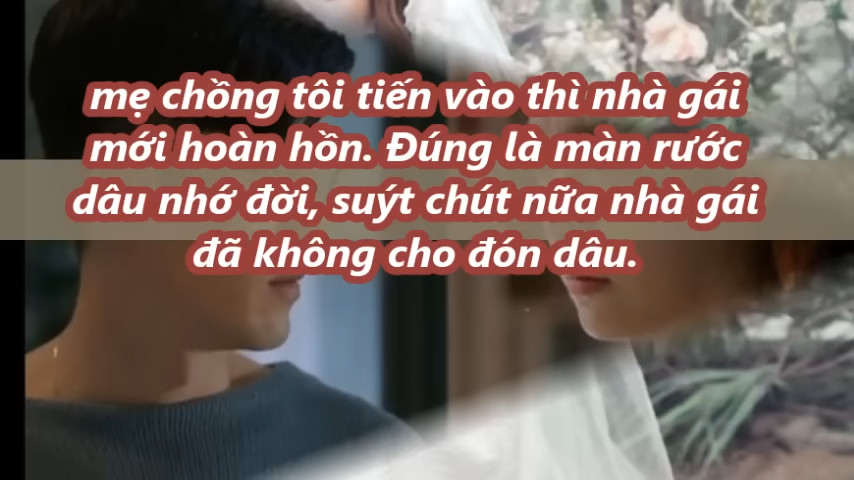 mẹ chồng tôi tiến vào thì nhà gái
mới hoàn hồn. Đúng là màn rước
dâu nhớ đời, suýt chút nữa nhà gái
đã không cho đón dâu.